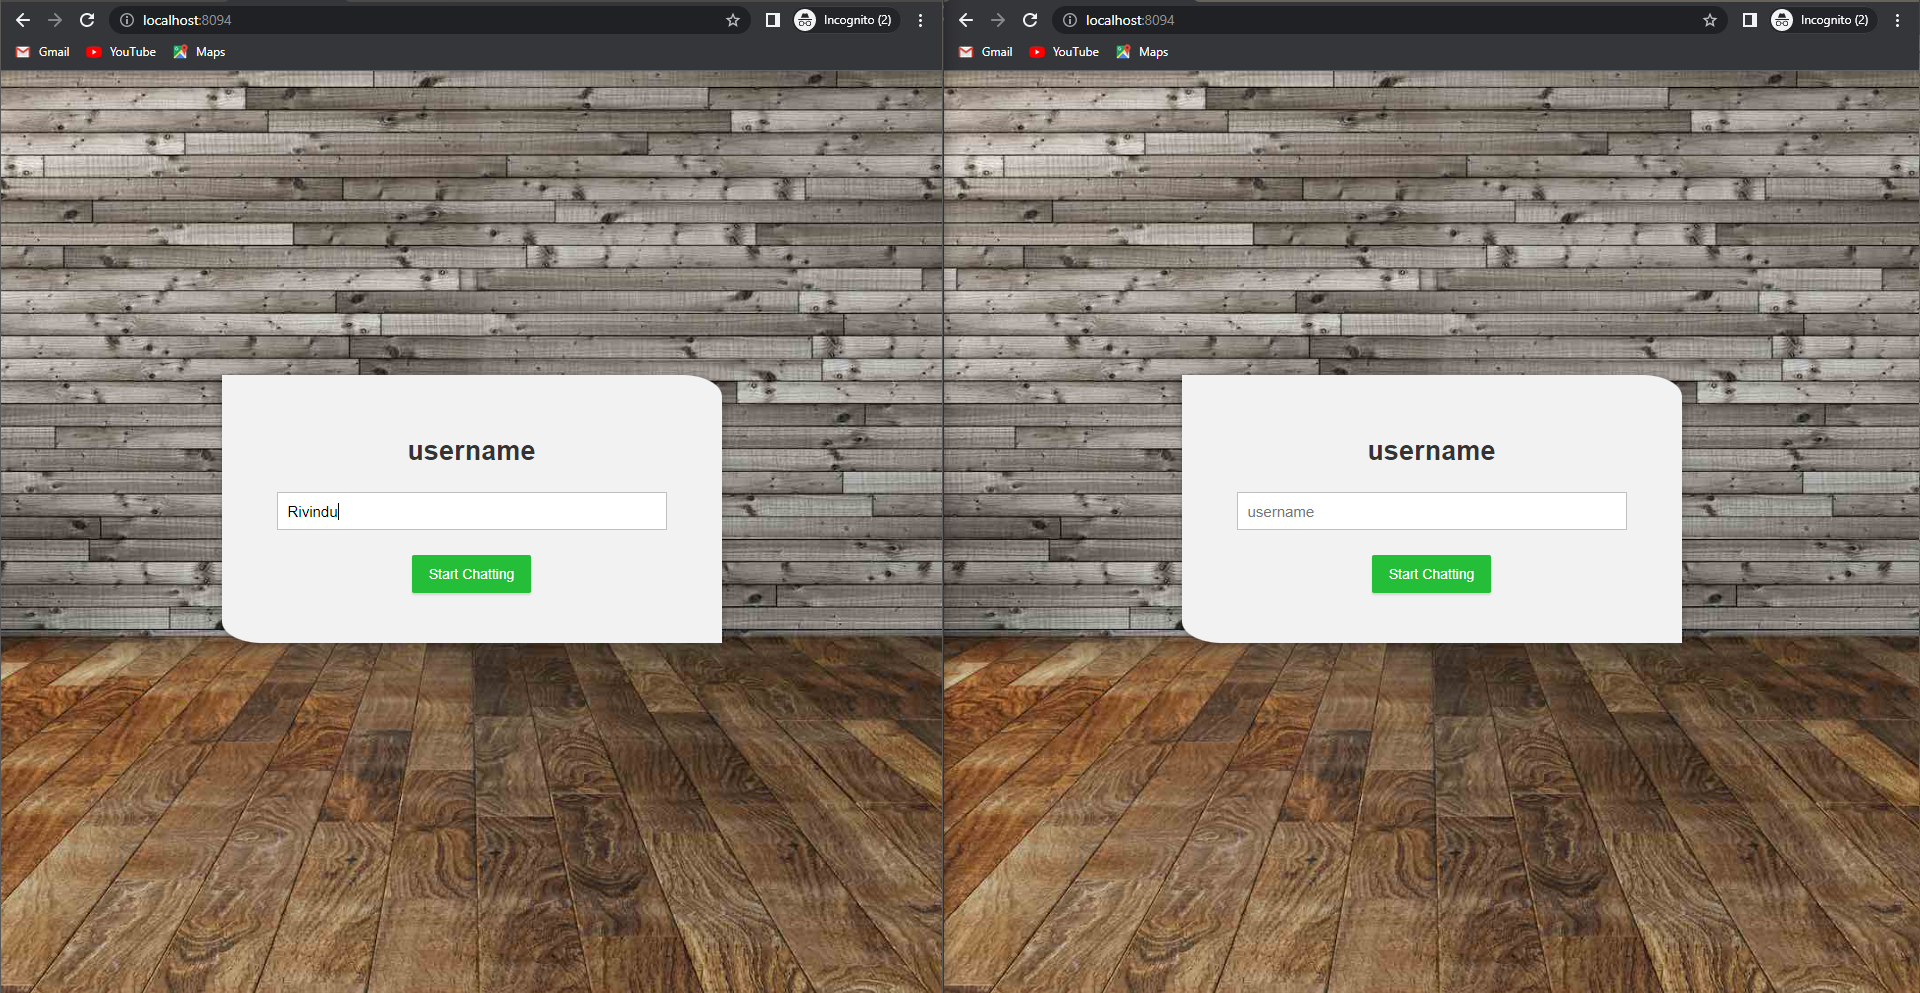 localhost:8094
Incognito (2)
Gmail
YouTube
Maps
username
Rivindu
Start Chatting
localhost:8094
Incognito (2)
Gmail
YouTube
Maps
username
username
Start Chatting